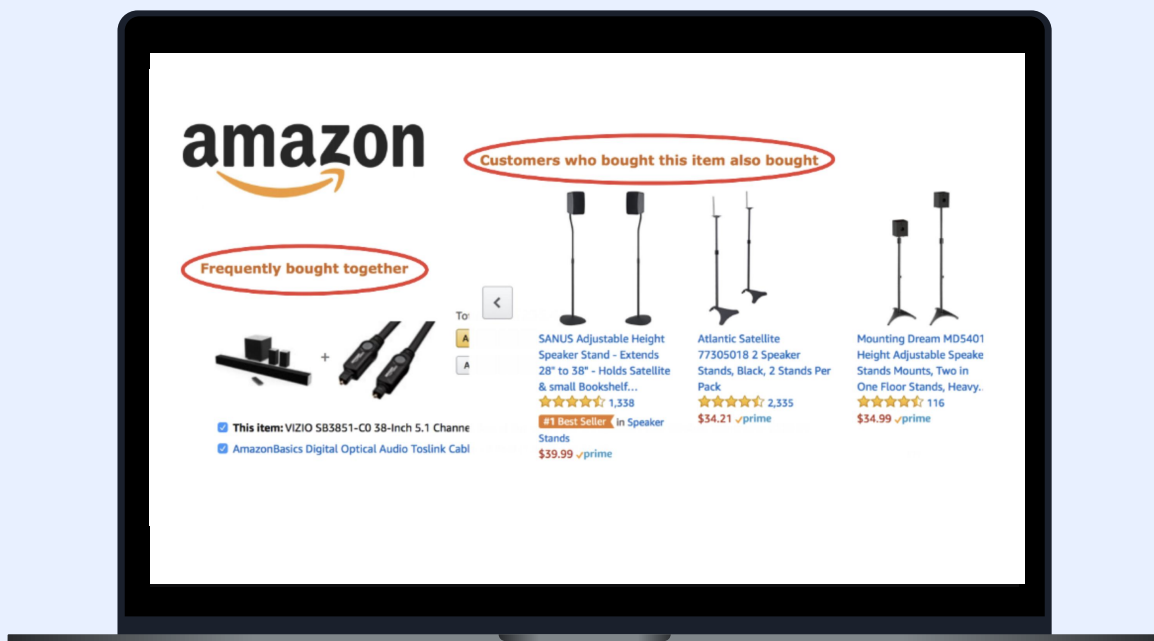 amazon
Customers who bought this item also bought
Frequently bought together
+
This item: VIZIO SB3851-C0 38-Inch 5.1 Channe
AmazonBasics Digital Optical Audio Toslink Cabl
To
A
A
SANUS Adjustable Height
Speaker Stand - Extends
28" to 38" - Holds Satellite
& small Bookshelf...
1,338
#1 Best Seller in Speaker
Stands
$39.99 prime
Atlantic Satellite
77305018 2 Speaker
Stands, Black, 2 Stands Per
Pack
2,335
$34.21 prime
Mounting Dream MD5401
Height Adjustable Speake
Stands Mounts, Two in
One Floor Stands, Heavy..
116
$34.99 prime